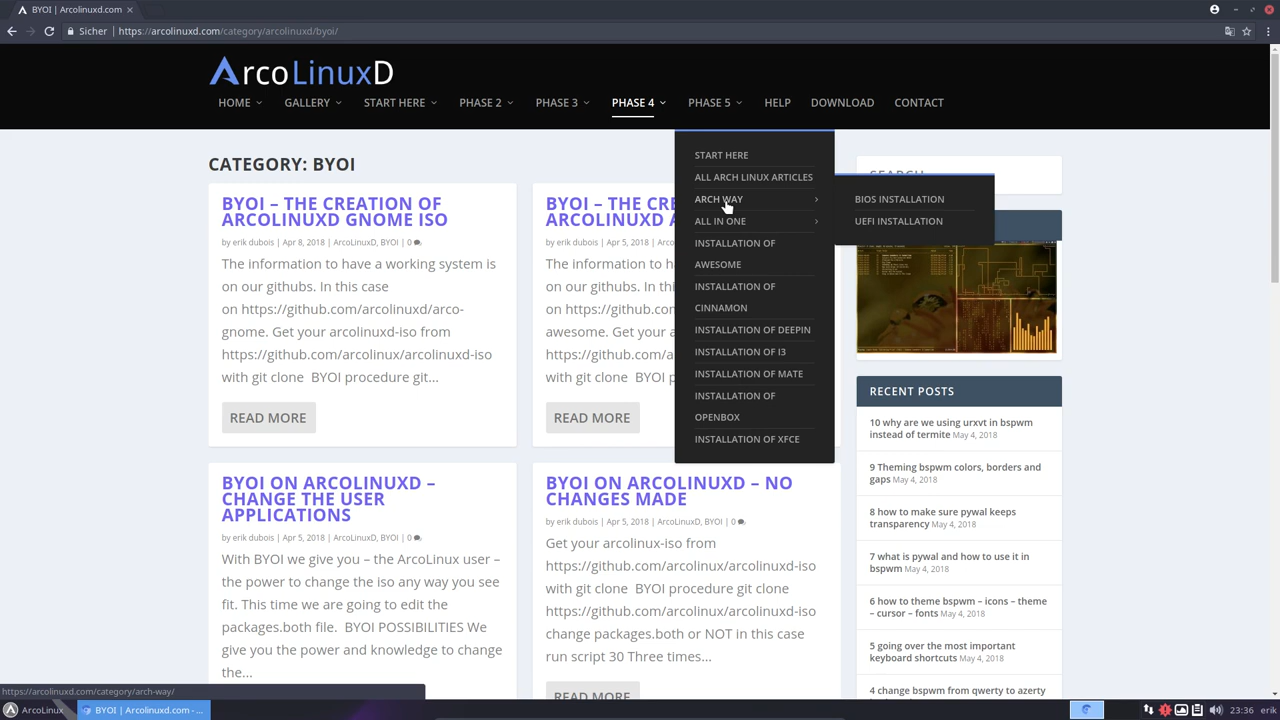 BYOI | Arcolinuxd.com
Sicher | https://arcolinuxd.com/category/arcolinuxd/byoi/
ArcoLinuxD
HOME GALLERY START HERE PHASE 2 PHASE 3 PHASE 4 PHASE 5 HELP DOWNLOAD CONTACT
START HERE
ALL ARCH LINUX ARTICLES
ARCH WAY
ALL IN ONE
INSTALLATION OF
AWESOME
INSTALLATION OF
CINNAMON
INSTALLATION OF DEEPIN
INSTALLATION OF I3
INSTALLATION OF MATE
INSTALLATION OF
OPENBOX
INSTALLATION OF XFCE
BIOS INSTALLATION
UEFI INSTALLATION
CATEGORY: BYOI
BYOI – THE CREATION OF
ARCOLINUXD GNOME ISO
by erik dubois | Apr 8, 2018 | ArcoLinuxD, BYOI | 0
The information to have a working system is
on our githubs. In this case
on https://github.com/arcolinuxd/arco-
gnome. Get your arcolinuxd-iso from
https://github.com/arcolinux/arcolinuxd-iso
with git clone  BYOI procedure git...
READ MORE
BYOI – THE CRE
ARCOLINUXD A
by erik dubois | Apr 5, 2018 |
The information to h
on our githubs. In thi
on https://github.com
awesome. Get your a
https://github.com/a
with git clone  BYOI p
READ MORE
BYOI ON ARCOLINUXD –
CHANGE THE USER
APPLICATIONS
by erik dubois | Apr 5, 2018 | ArcoLinuxD, BYOI | 0
With BYOI we give you – the ArcoLinux user –
the power to change the iso any way you see
fit. This time we are going to edit the
packages.both file.  BYOI POSSIBILITIES We
give you the power and knowledge to change
the...
BYOI ON ARCOLINUXD – NO
CHANGES MADE
by erik dubois | Apr 5, 2018 | ArcoLinuxD, BYOI | 0
Get your arcolinux-iso from
https://github.com/arcolinux/arcolinuxd-iso
with git clone  BYOI procedure git clone
https://github.com/arcolinux/arcolinuxd-iso
change packages.both or NOT in this case
run script 30 Three times...
READ MORE
SEARCH
RECENT POSTS
10 why are we using urxvt in bspwm
instead of termite May 4, 2018
9 Theming bspwm colors, borders and
gaps May 4, 2018
8 how to make sure pywal keeps
transparency May 4, 2018
7 what is pywal and how to use it in
bspwm May 4, 2018
6 how to theme bspwm – icons – theme
– cursor – fonts May 4, 2018
5 going over the most important
keyboard shortcuts May 4, 2018
4 change bspwm from qwerty to azerty
https://arcolinuxd.com/category/arch-way/
ArcoLinux
BYOI | Arcolinuxd.com - ...
23:36 erik